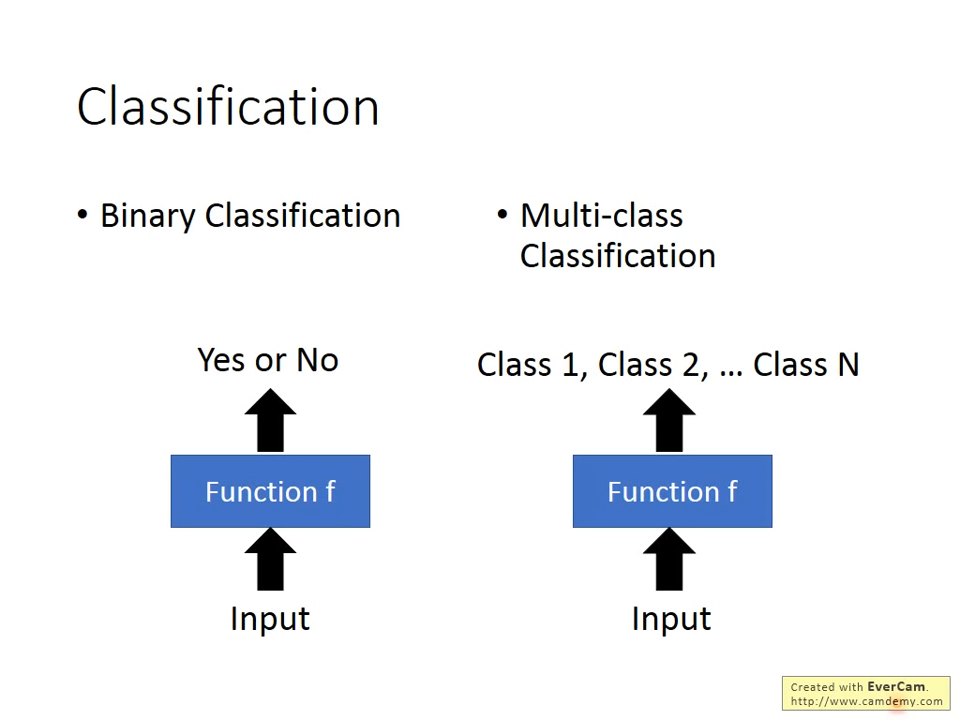 Classification
• Binary Classification
• Multi-class
Classification
Yes or No
Function f
Input
Class 1, Class 2, ... Class N
Function f
Input
Created with EverCam.
http://www.camdemy.com